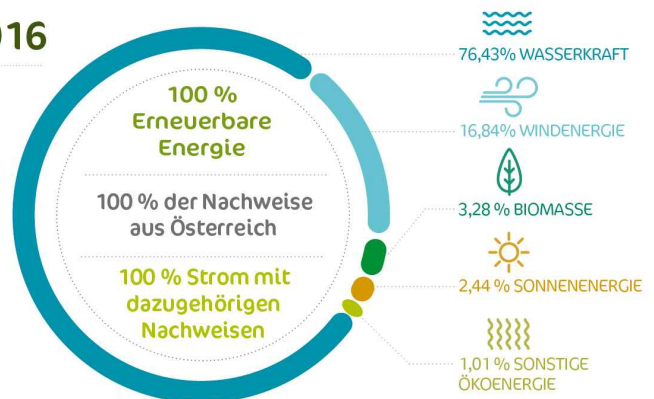 016
100 %
Erneuerbare
Energie
100 % der Nachweise
aus Österreich
100 % Strom mit
dazugehörigen
Nachweisen
76,43% WASSERKRAFT
16,84% WINDENERGIE
3,28 % BIOMASSE
2,44 % SONNENENERGIE
1,01 % SONSTIGE
ÖKOENERGIE